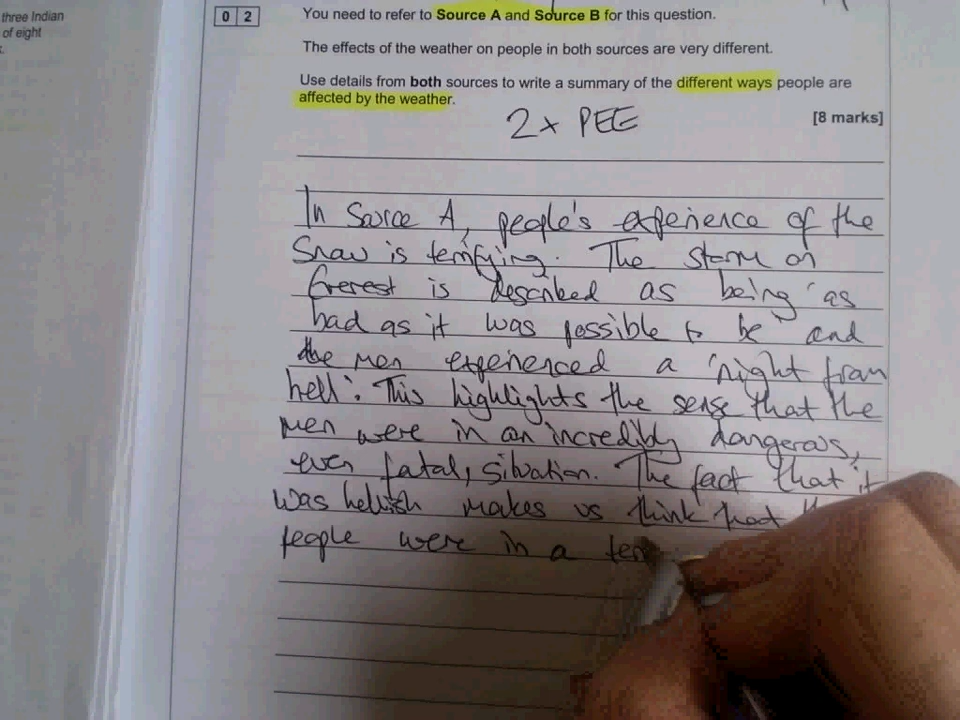 three Indian
of eight
0 2
You need to refer to Source A and Source B for this question.
The effects of the weather on people in both sources are very different.
Use details from both sources to write a summary of the different ways people are
affected by the weather.
[8 marks]
2x PEE
In Source A, people's experience of the
Snow is terrifying. The storm on
Everest is described as being 'as
bad as it was possible to be' and
the men experienced a 'night from
hell'. This highlights the sense that the
men were in an incredibly dangerous,
even fatal, situation. The fact that it
was hellish makes us think that
people were in a